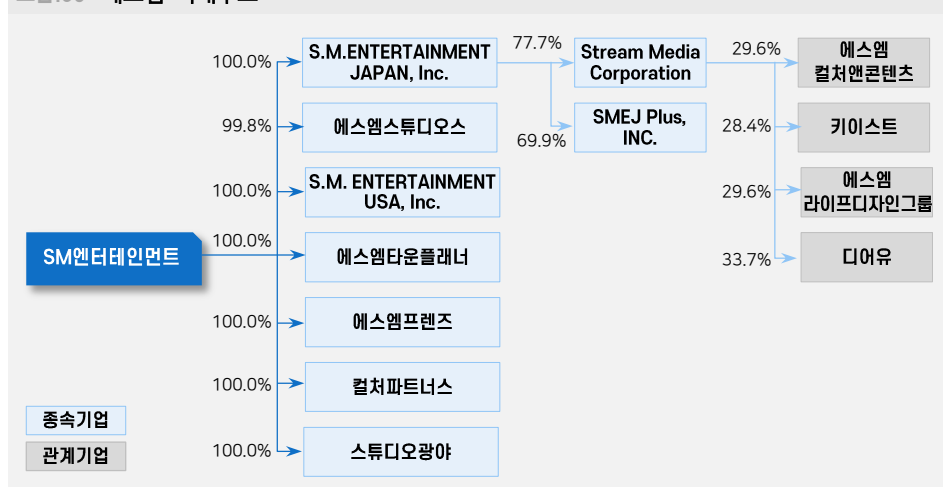 100.0%
S.M.ENTERTAINMENT
JAPAN, Inc.
77.7%
Stream Media
Corporation
29.6%
에스엠
컬처앤콘텐츠
99.8%
에스엠스튜디오스
69.9%
SMEJ Plus,
INC.
28.4%
키이스트
100.0%
S.M. ENTERTAINMENT
USA, Inc.
29.6%
에스엠
라이프디자인그룹
SM엔터테인먼트
100.0%
에스엠타운플래너
33.7%
디어유
100.0%
에스엠프렌즈
100.0%
컬처파트너스
100.0%
스튜디오광야
종속기업
관계기업